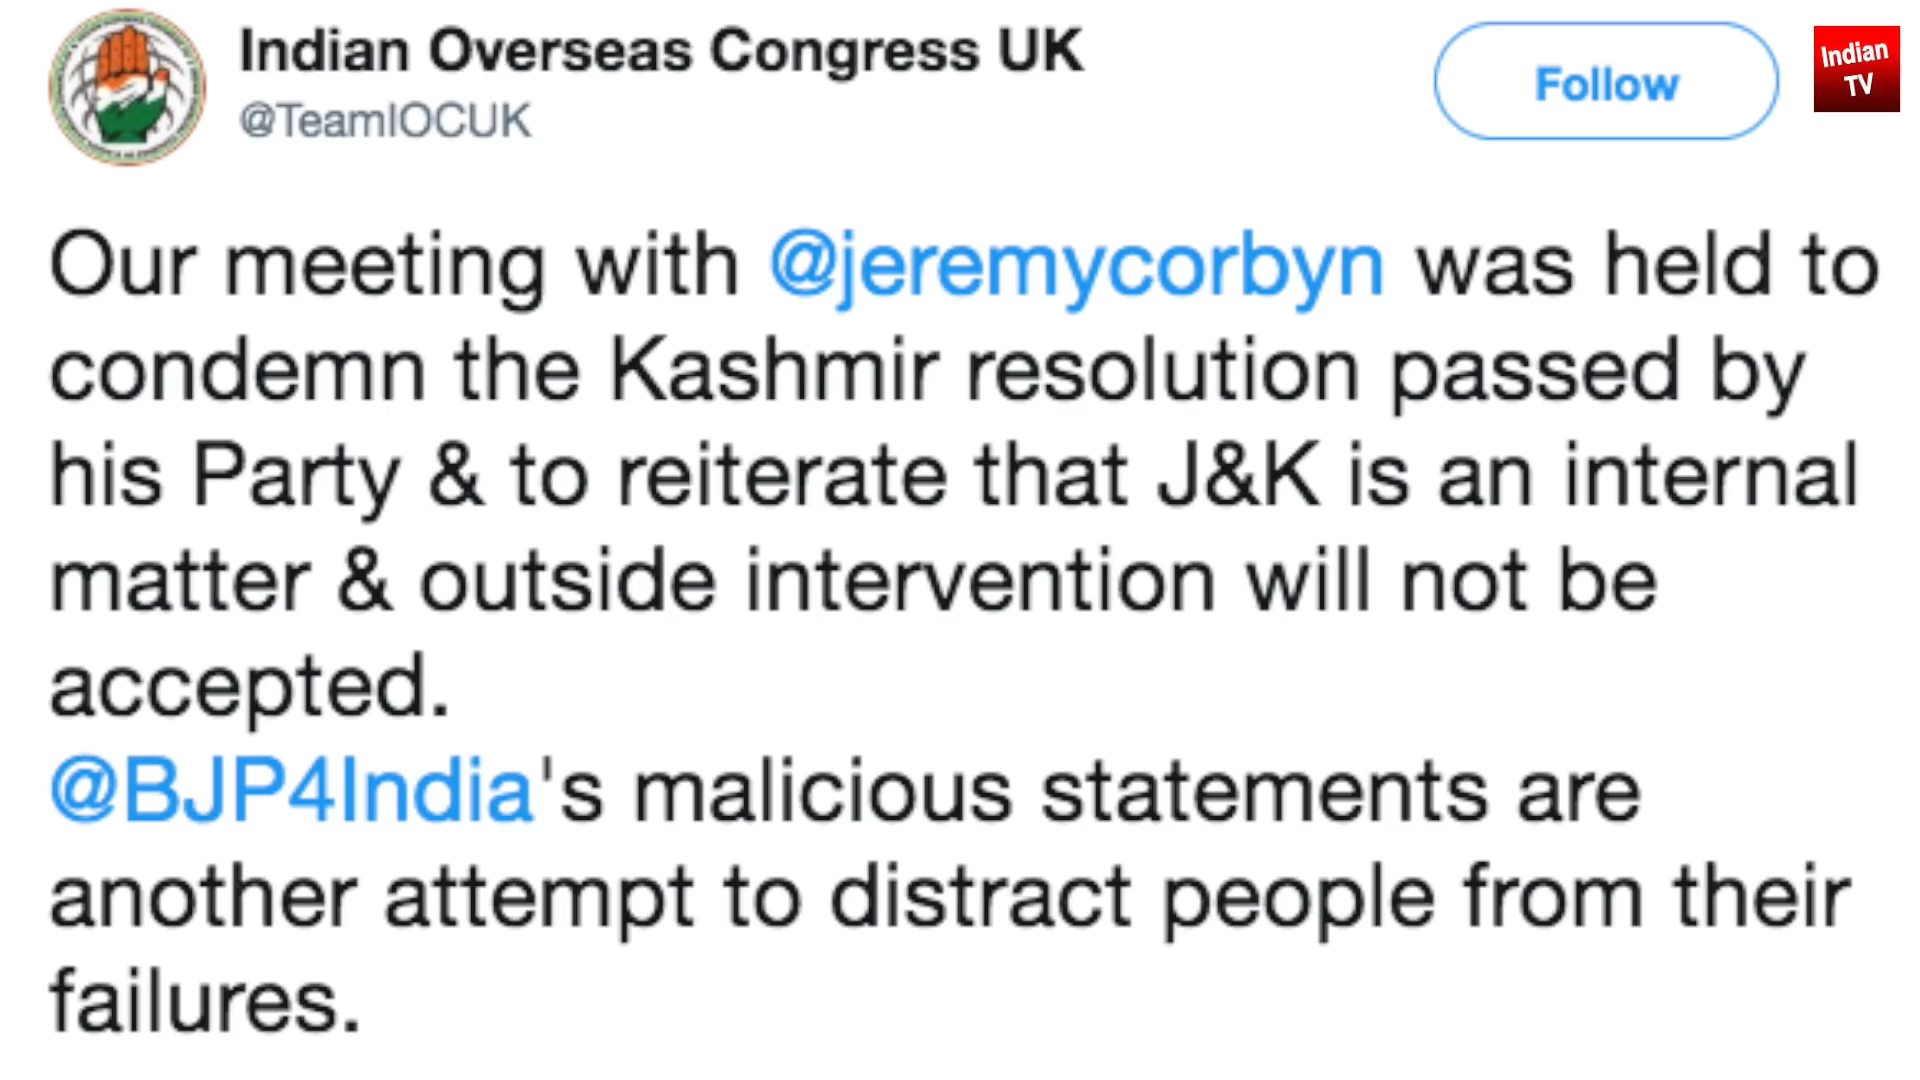 Indian Overseas Congress UK
@TeamIOCUK
Follow
Indian
TV
Our meeting with @jeremycorbyn was held to
condemn the Kashmir resolution passed by
his Party & to reiterate that J&K is an internal
matter & outside intervention will not be
accepted.
@BJP4India's malicious statements are
another attempt to distract people from their
failures.